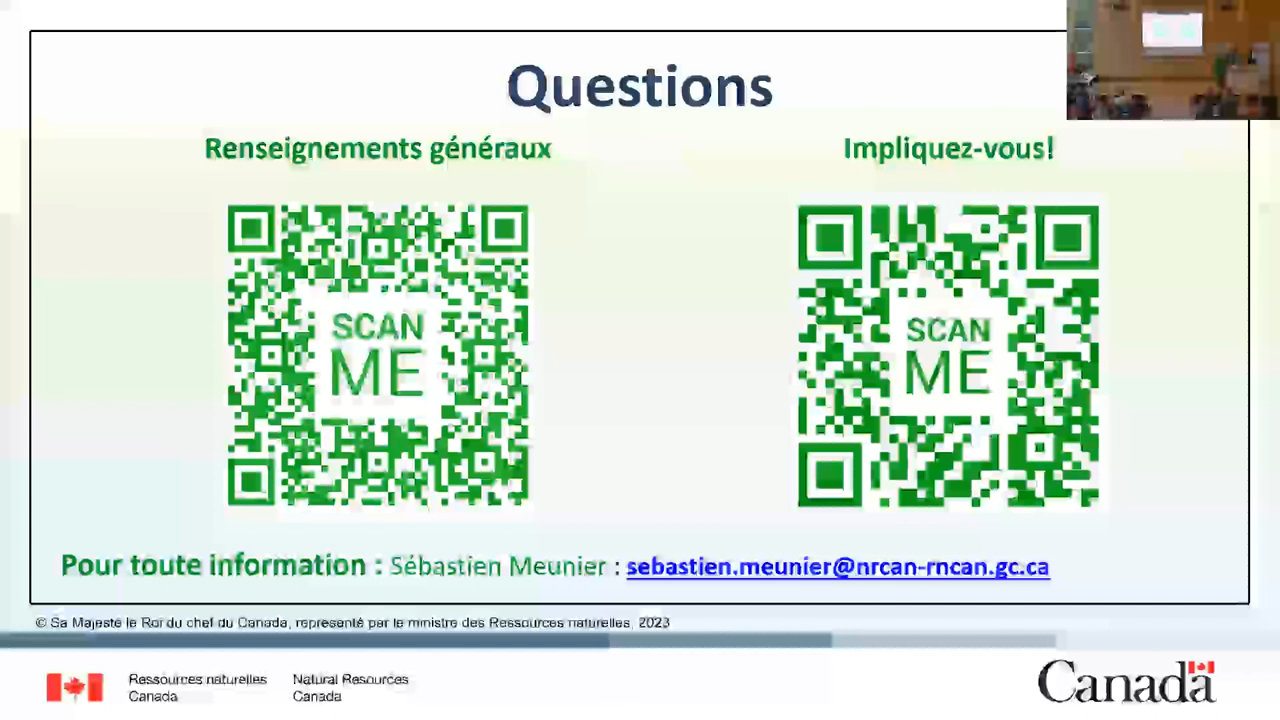 Questions
Renseignements généraux
Impliquez-vous!
SCAN
ME
SCAN
ME
Pour toute information : Sébastien Meunier : sebastien.meunier@nrcan-rncan.gc.ca
© Sa Majesté le Roi du chef du Canada, représenté par le ministre des Ressources naturelles, 2023
Ressources naturelles
Canada
Natural Resources
Canada
Canada